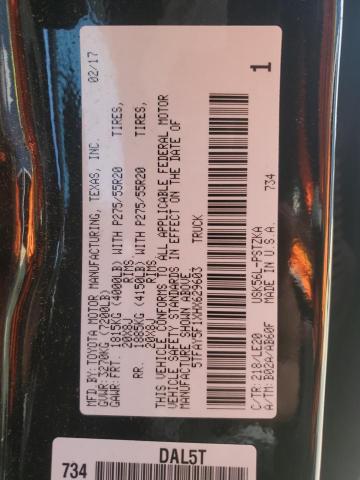 MFD.BY:TOYOTA MOTOR MANUFACTURING, TEXAS, INC. 02/17
GVWR:3270KG (7200LB)
GAWR:FRT. 1815KG (4000LB) WITH P275/55R20 TIRES,
20X8J RIMS
RR. 1885KG (4150LB) WITH P275/55R20 TIRES,
20X8J RIMS
THIS VEHICLE CONFORMS TO ALL APPLICABLE FEDERAL MOTOR
VEHICLE SAFETY STANDARDS IN EFFECT ON THE DATE OF
MANUFACTURE SHOWN ABOVE.
5TFAY5F1XHX629603 TRUCK
1
C/TR:218/LE20 USK56L-PSTZKA
A/TM:B02A/AB60F MADE IN U.S.A. 734
DAL5T
734